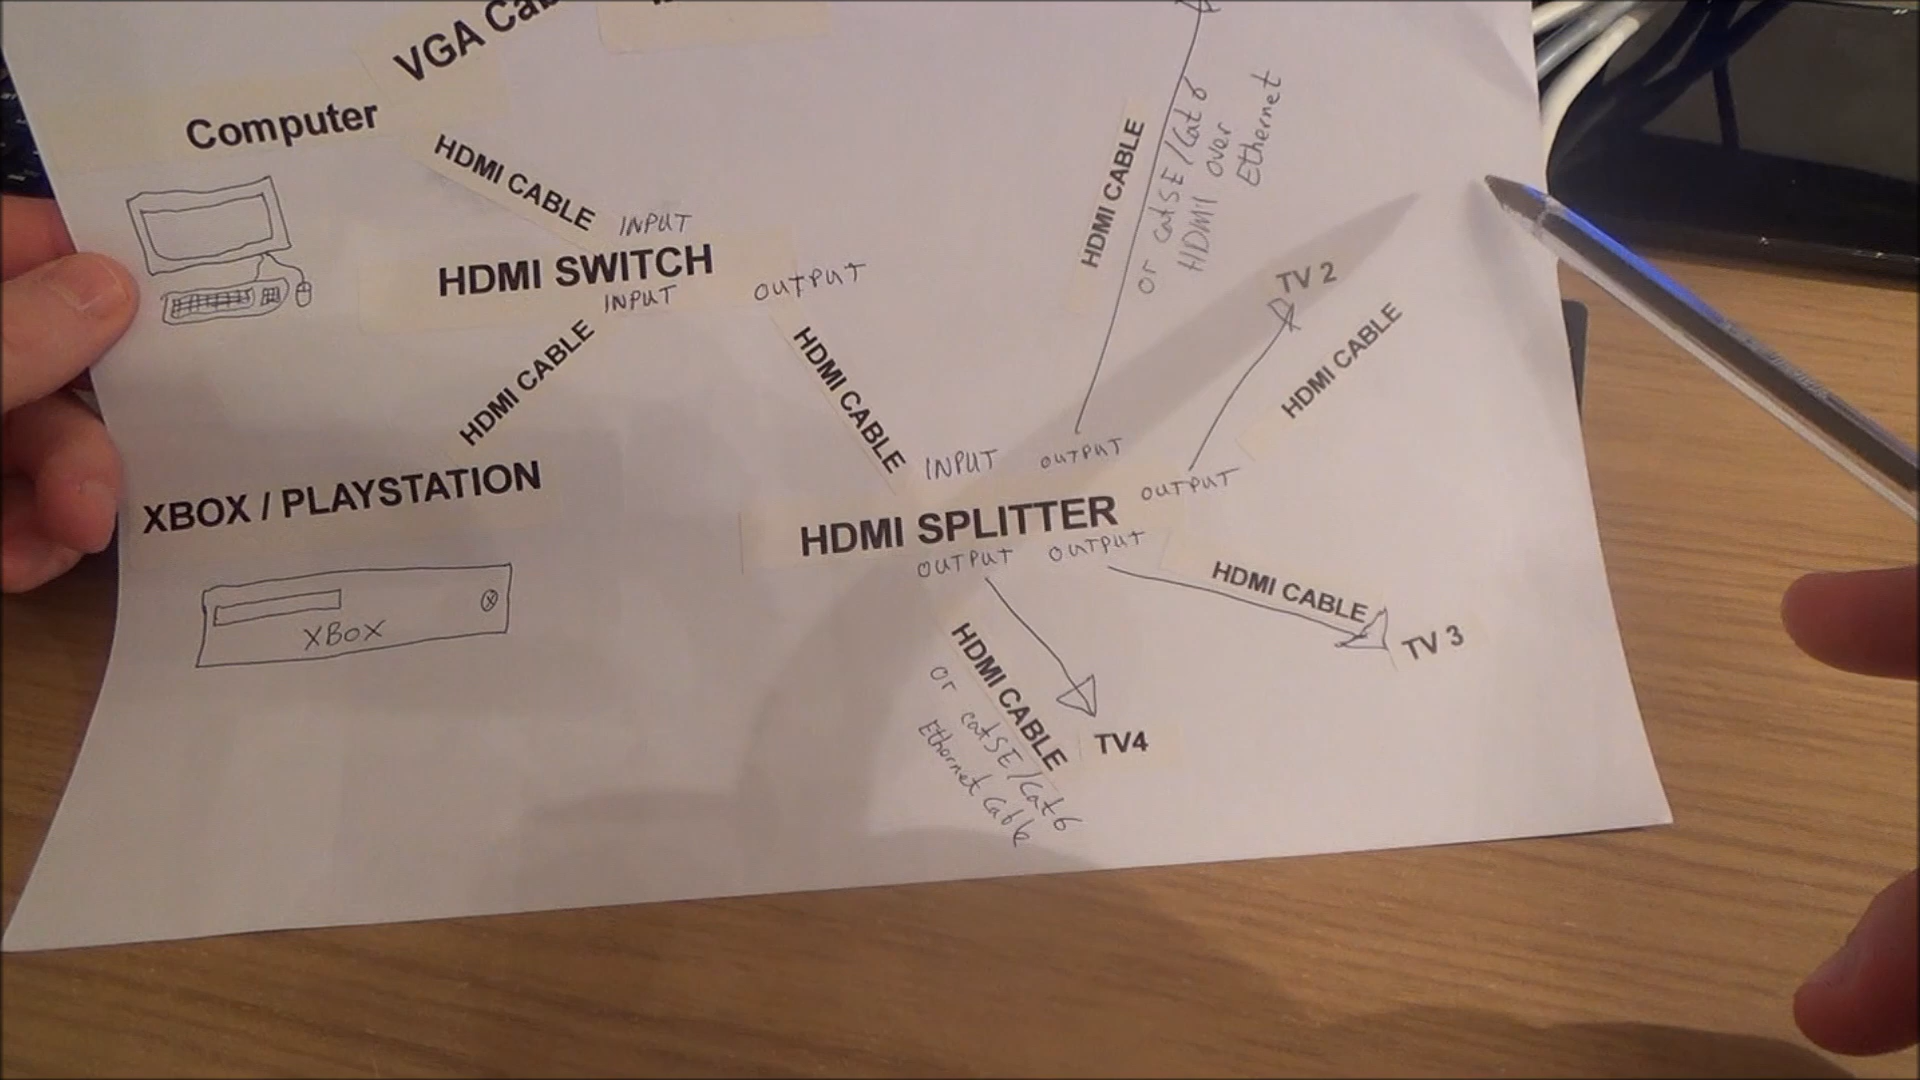 VGA
Computer
HDMI CABLE
INPUT
HDMI SWITCH
INPUT
OUTPUT
HDMI CABLE
XBOX / PLAYSTATION
XBOX
HDMI CABLE
INPUT
OUTPUT
OUTPUT
HDMI SPLITTER
OUTPUT
OUTPUT
HDMI CABLE
or Cat5E/Cat6
HDMI over
Ethernet
TV 2
HDMI CABLE
HDMI CABLE
TV 3
HDMI CABLE
or Cat5E/Cat6
Ethernet Cable
TV4